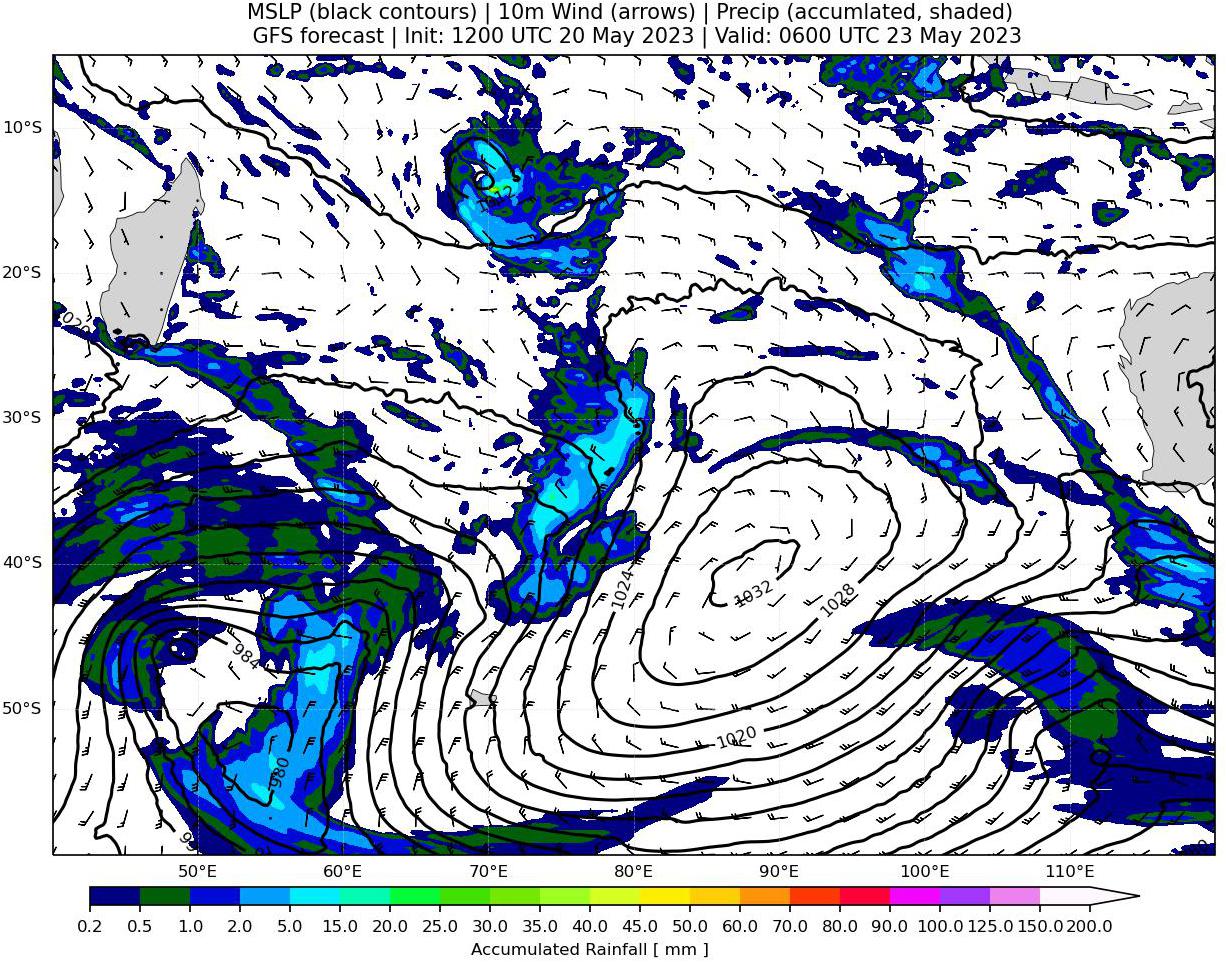 MSLP (black contours) | 10m Wind (arrows) | Precip (accumlated, shaded)
GFS forecast | Init: 1200 UTC 20 May 2023 | Valid: 0600 UTC 23 May 2023
10°S
1012
20°S
1020
30°S
40°S
1024
1032
1028
984
50°S
1020
980
50°E 60°E 70°E 80°E 90°E 100°E 110°E
0.2 0.5 1.0 2.0 5.0 10.0 15.0 20.0 25.0 30.0 35.0 40.0 45.0 50.0 60.0 70.0 80.0 90.0 100.0 125.0 150.0 200.0
Accumulated Rainfall [ mm ]